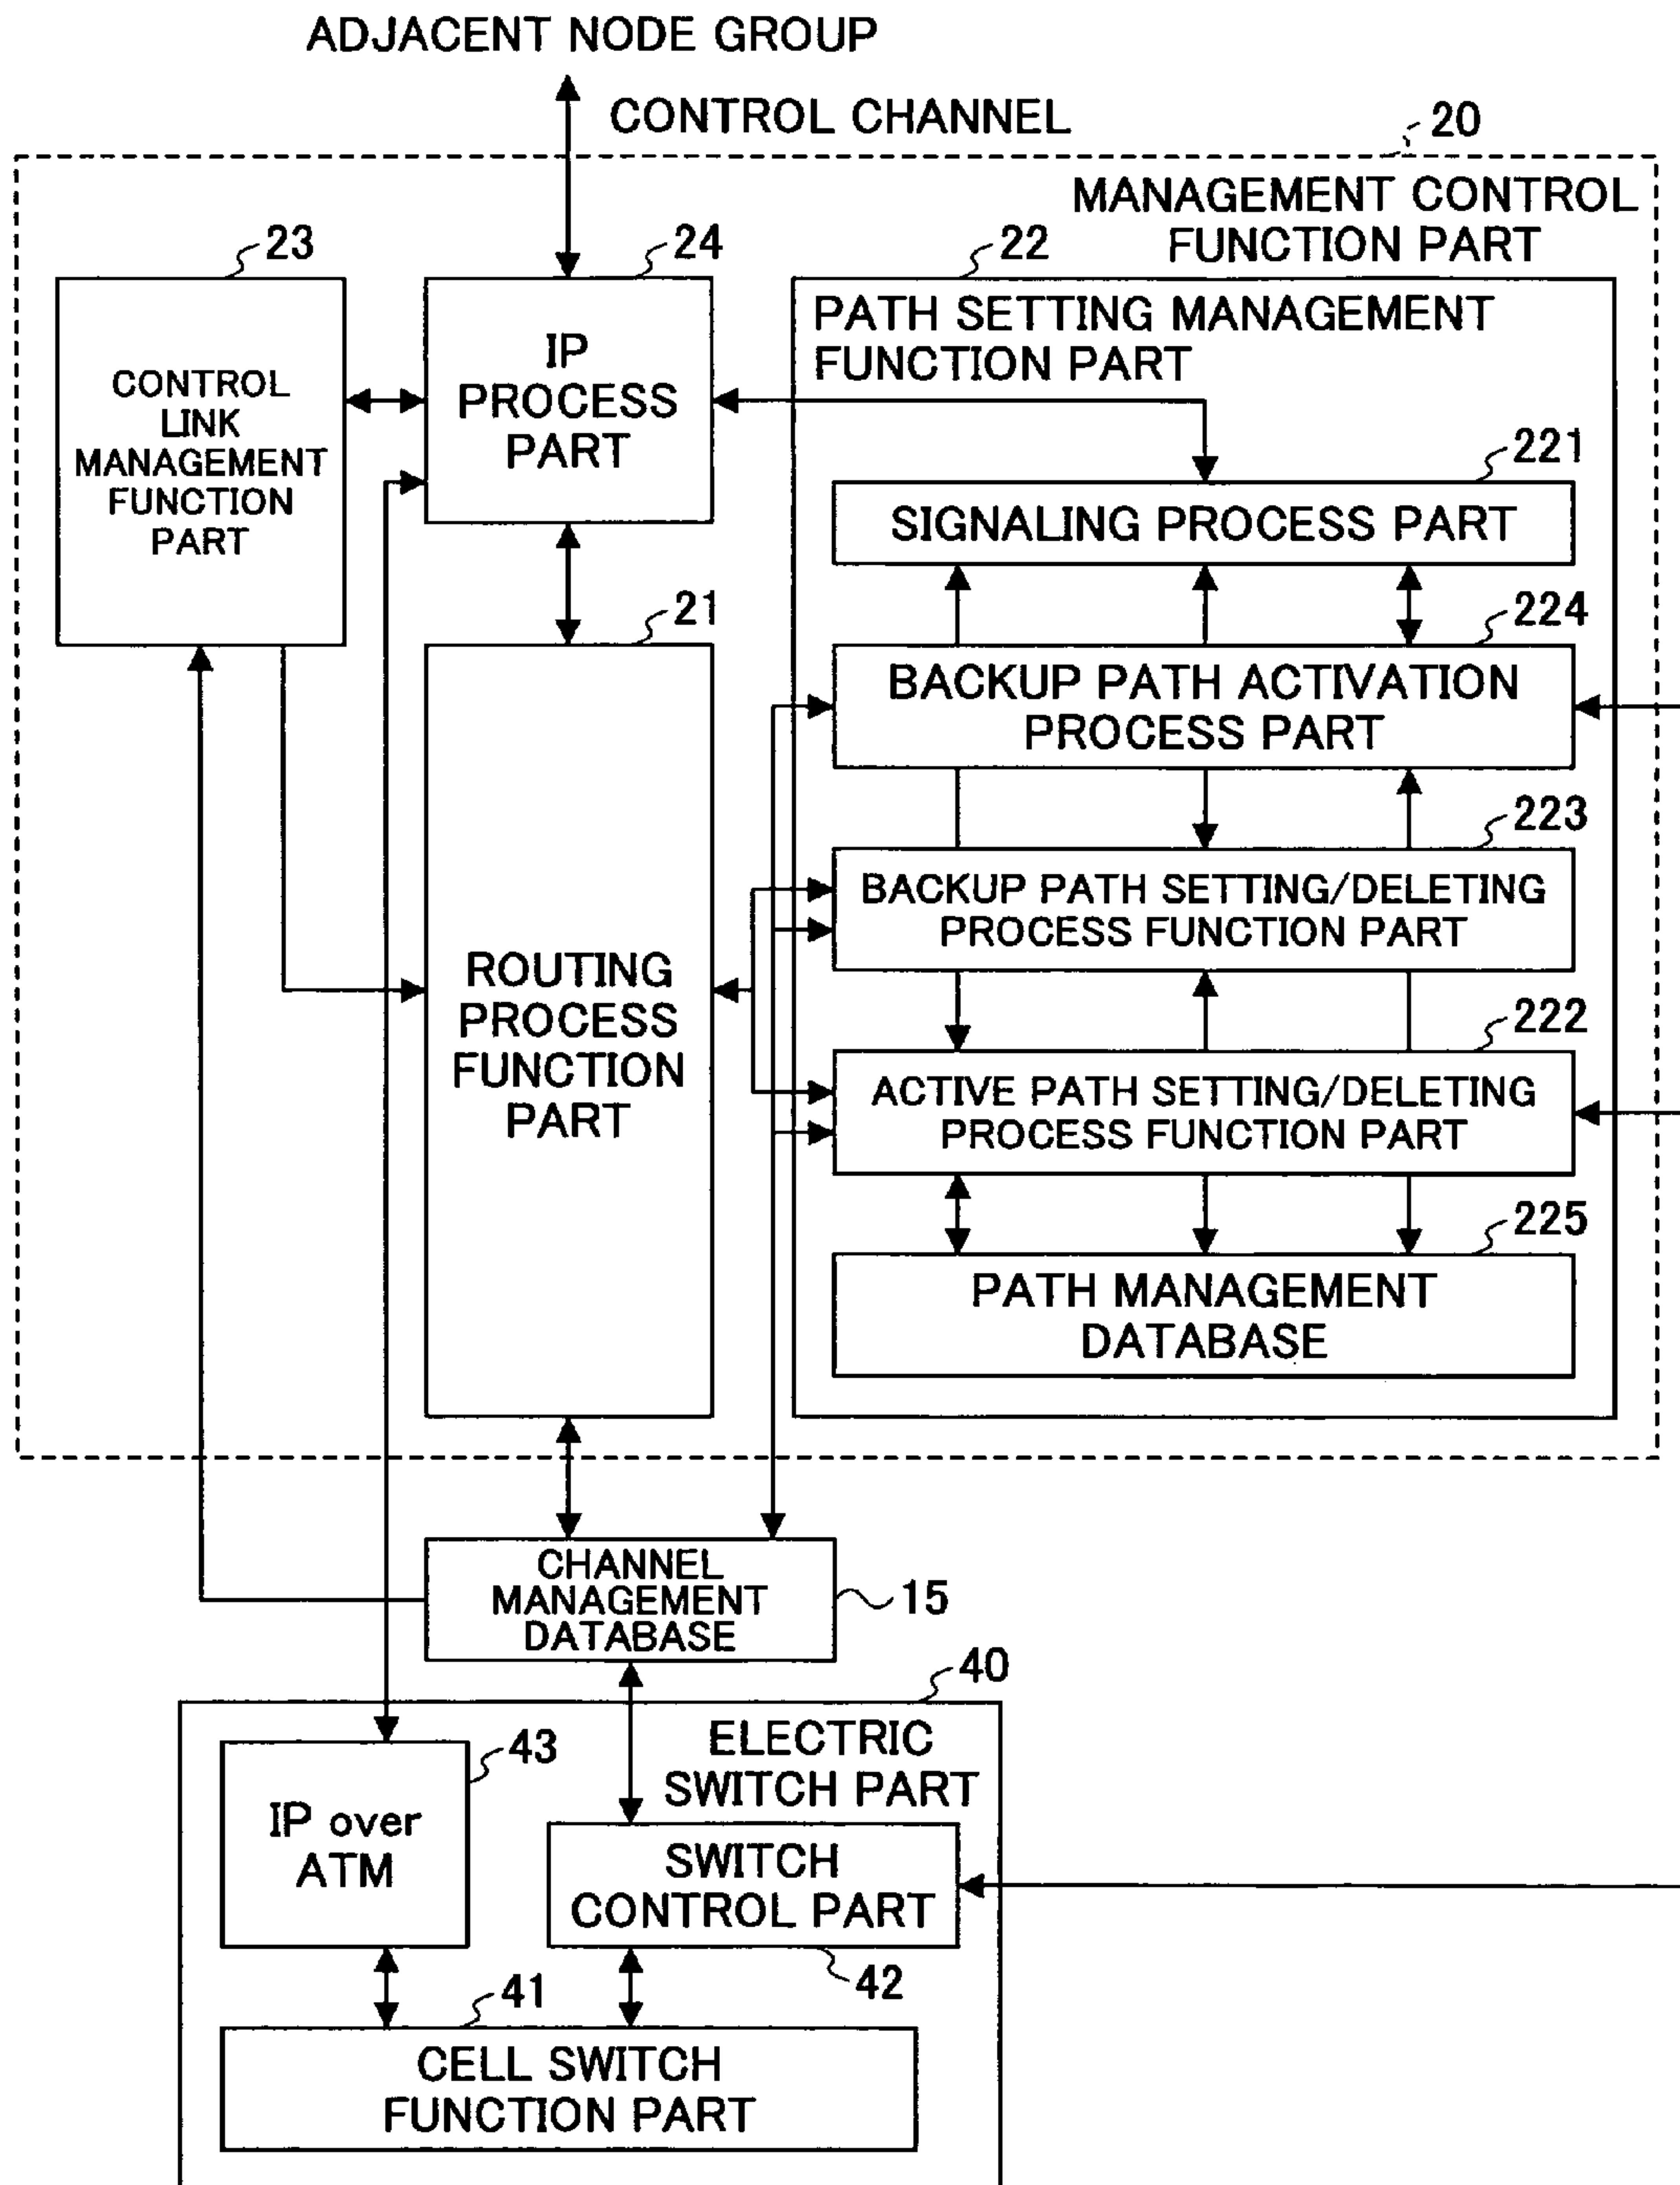 ADJACENT NODE GROUP
CONTROL CHANNEL
20
MANAGEMENT CONTROL
FUNCTION PART
23
24
22
CONTROL
LINK
MANAGEMENT
FUNCTION
PART
IP
PROCESS
PART
PATH SETTING MANAGEMENT
FUNCTION PART
221
SIGNALING PROCESS PART
21
224
BACKUP PATH ACTIVATION
PROCESS PART
223
BACKUP PATH SETTING/DELETING
PROCESS FUNCTION PART
ROUTING
PROCESS
FUNCTION
PART
222
ACTIVE PATH SETTING/DELETING
PROCESS FUNCTION PART
225
PATH MANAGEMENT
DATABASE
CHANNEL
MANAGEMENT
DATABASE
15
40
ELECTRIC
SWITCH PART
43
IP over
ATM
SWITCH
CONTROL PART
42
41
CELL SWITCH
FUNCTION PART